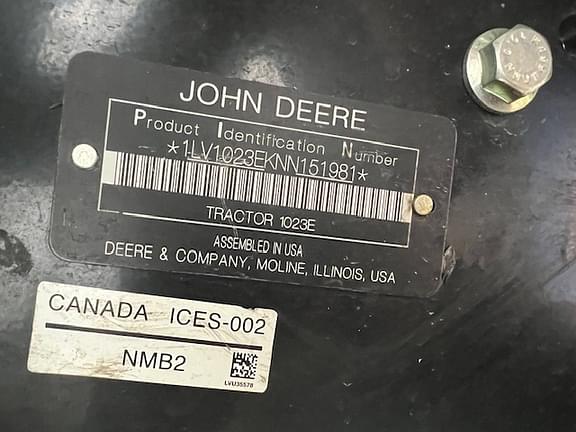 JOHN DEERE
Product Identification Number
*1LV1023EKNN151981*
TRACTOR 1023E
ASSEMBLED IN USA
DEERE & COMPANY, MOLINE, ILLINOIS, USA
CANADA ICES-002
NMB2
LVU35578